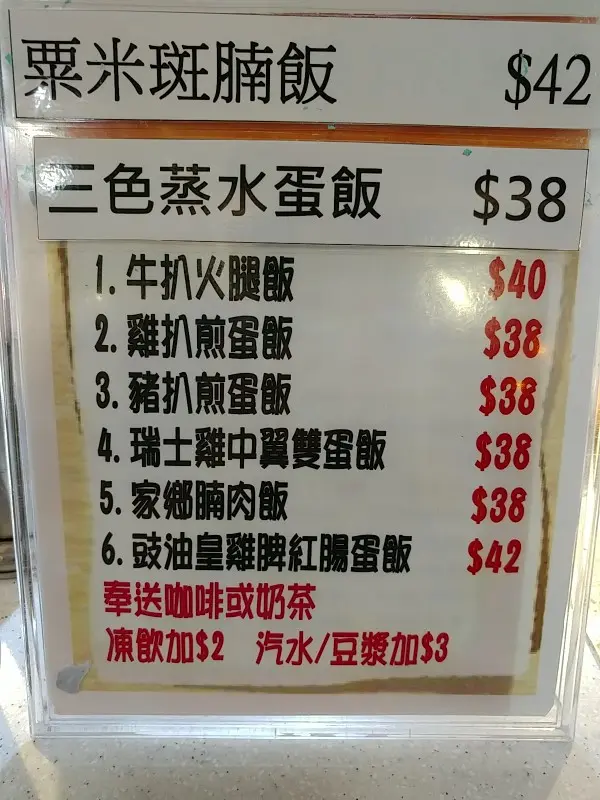 粟米斑腩飯 $42
三色蒸水蛋飯 $38
1. 牛扒火腿飯 $40
2. 雞扒煎蛋飯 $38
3. 豬扒煎蛋飯 $38
4. 瑞士雞中翼雙蛋飯 $38
5. 家鄉腩肉飯 $38
6. 豉油皇雞脾紅腸蛋飯 $42
奉送咖啡或奶茶
凍飲加$2 汽水/豆漿加$3